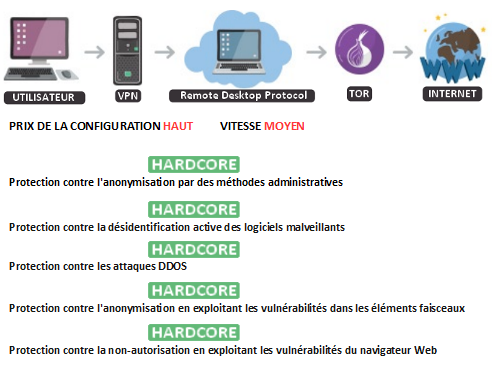 WWW
UTILISATEUR VPN Remote Desktop Protocol TOR INTERNET
PRIX DE LA CONFIGURATION HAUT VITESSE MOYEN
HARDCORE
Protection contre l'anonymisation par des méthodes administratives
HARDCORE
Protection contre la désidentification active des logiciels malveillants
HARDCORE
Protection contre les attaques DDOS
HARDCORE
Protection contre l'anonymisation en exploitant les vulnérabilités dans les éléments faisceaux
HARDCORE
Protection contre la non-autorisation en exploitant les vulnérabilités du navigateur Web